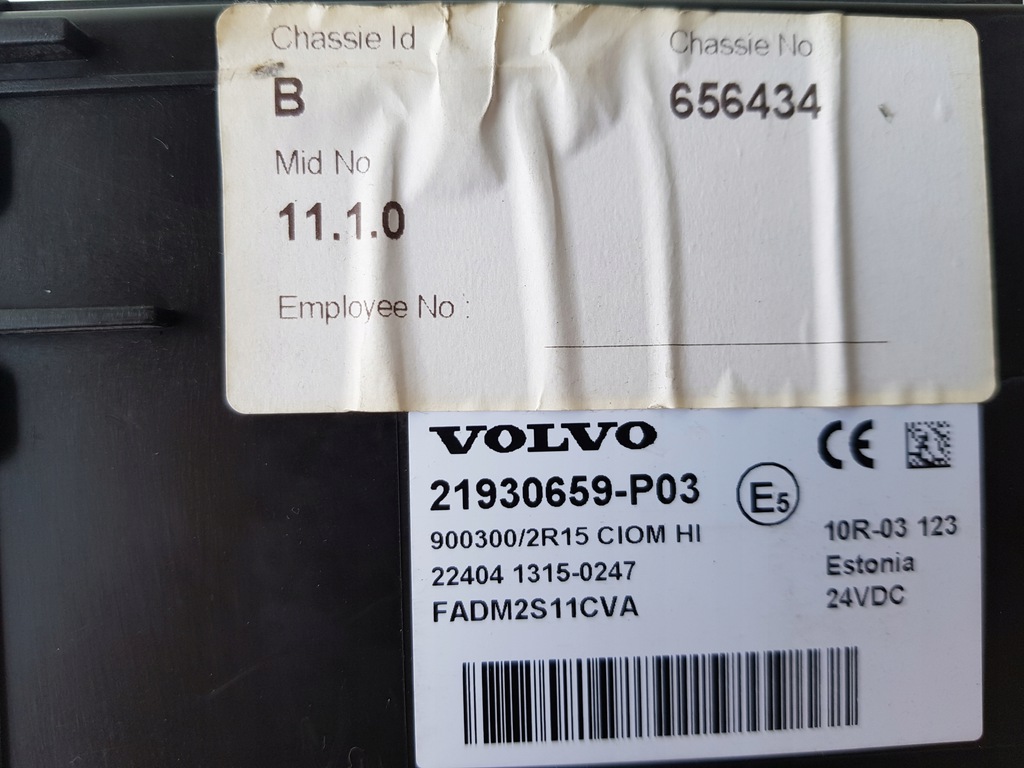 Chassie Id Chassie No
B 656434
Mid No
11.1.0
Employee No :
VOLVO CE
21930659-P03 E5
900300/2R15 CIOM HI 10R-03 123
22404 1315-0247 Estonia
FADM2S11CVA 24VDC